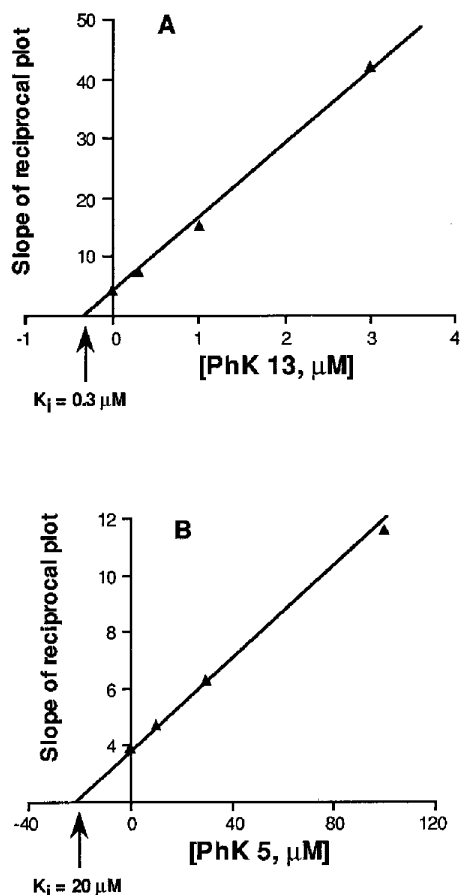 A
Slope of reciprocal plot
50
40
30
20
10
-1 0 1 2 3 4
[PhK 13, μM]
Ki = 0.3 μM
B
Slope of reciprocal plot
12
10
8
6
4
-40 0 40 80 120
[PhK 5, μM]
Ki = 20 μM